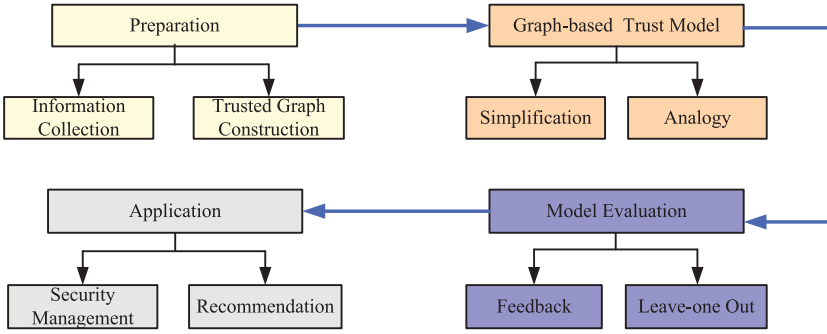 Preparation
Graph-based Trust Model
Information
Collection
Trusted Graph
Construction
Simplification
Analogy
Application
Model Evaluation
Security
Management
Recommendation
Feedback
Leave-one Out